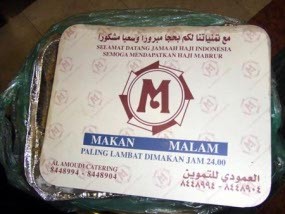 مع تمنياتنا لكم بحجا مبرورا وسعيا مشكورا
SELAMAT DATANG JAMAAH HAJI INDONESIA
SEMOGA MENDAPATKAN HAJI MABRUR
M
MAKAN MALAM
PALING LAMBAT DIMAKAN JAM 24.00
AL AMOUDI CATERING
8448994 - 8448904
العمودي للتموين
٨٤٤٨٩٠٤ - ٨٤٤٨٩٩٤